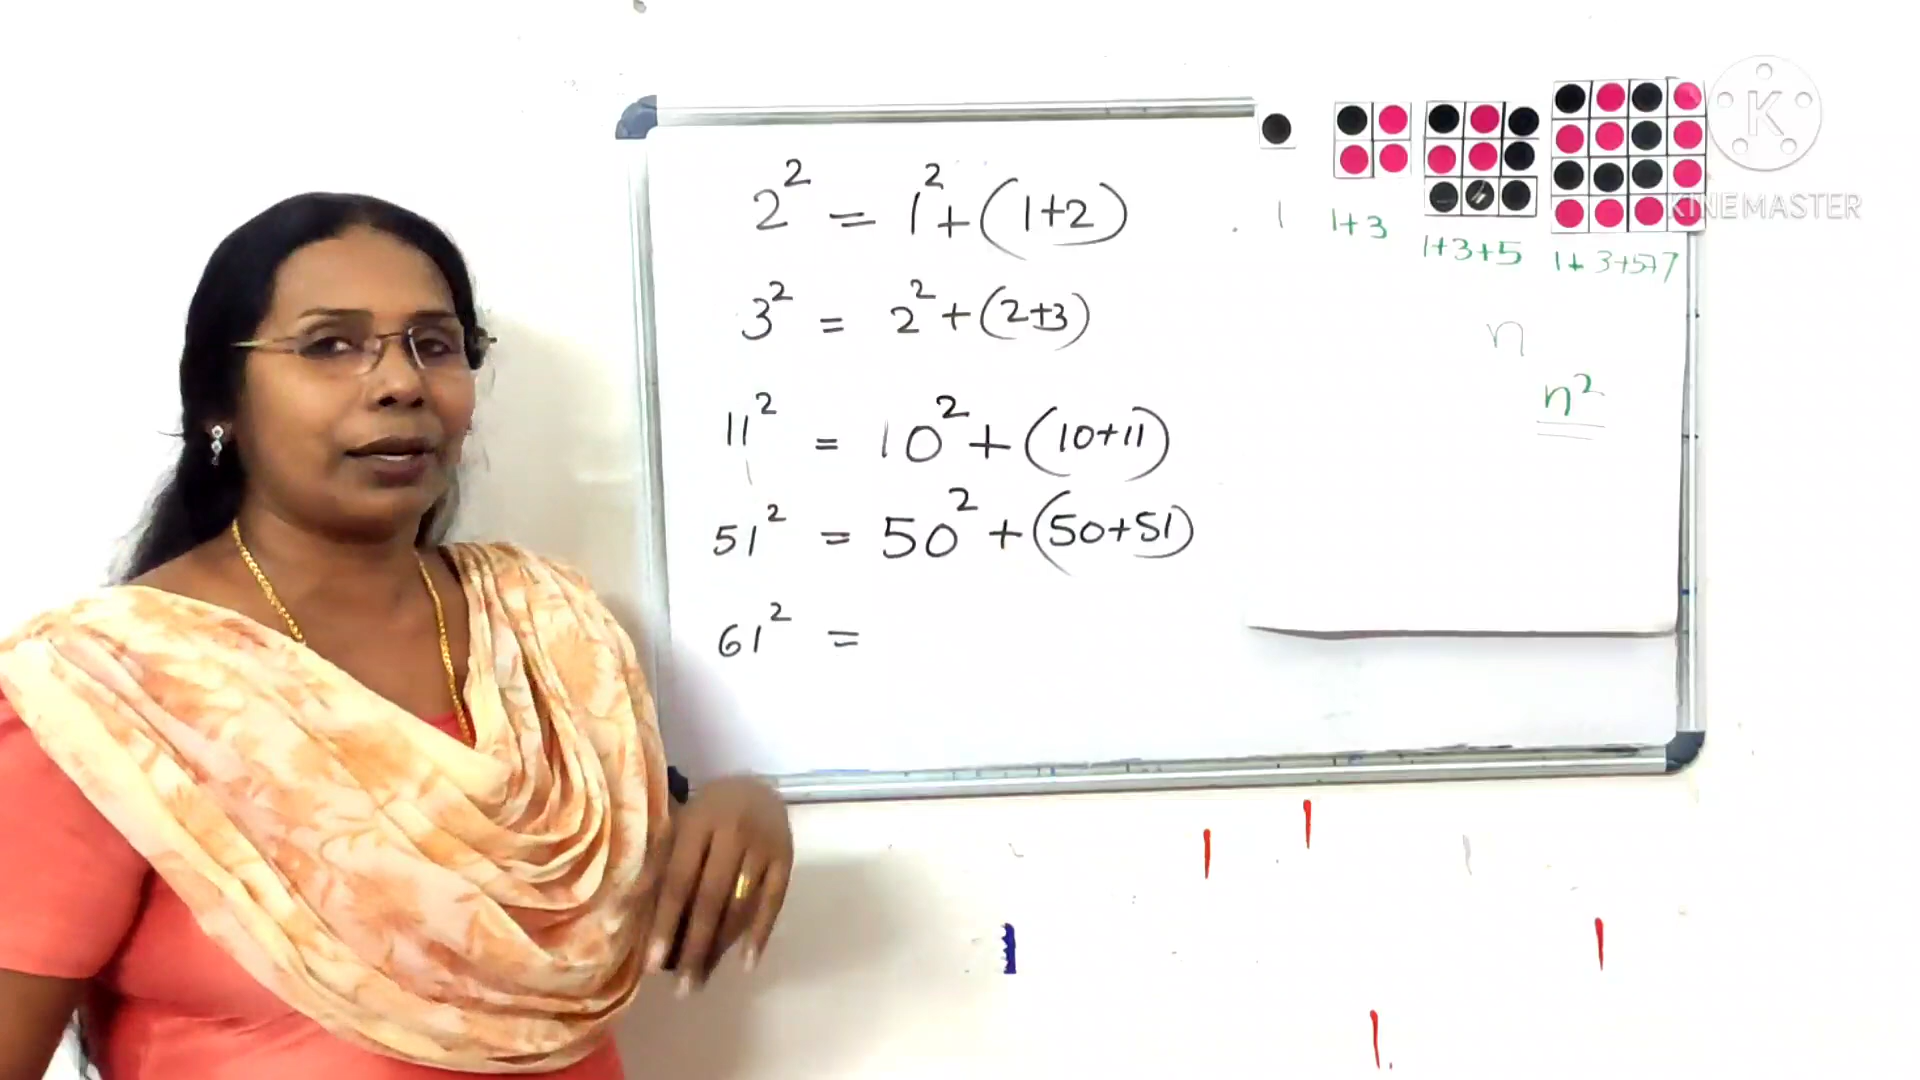 2² = 1² + (1+2)
3² = 2² + (2+3)
11² = 10² + (10+11)
51² = 50² + (50+51)
61² =
1
1+3
1+3+5
1+3+5+7
n
n²
K
KINEMASTER